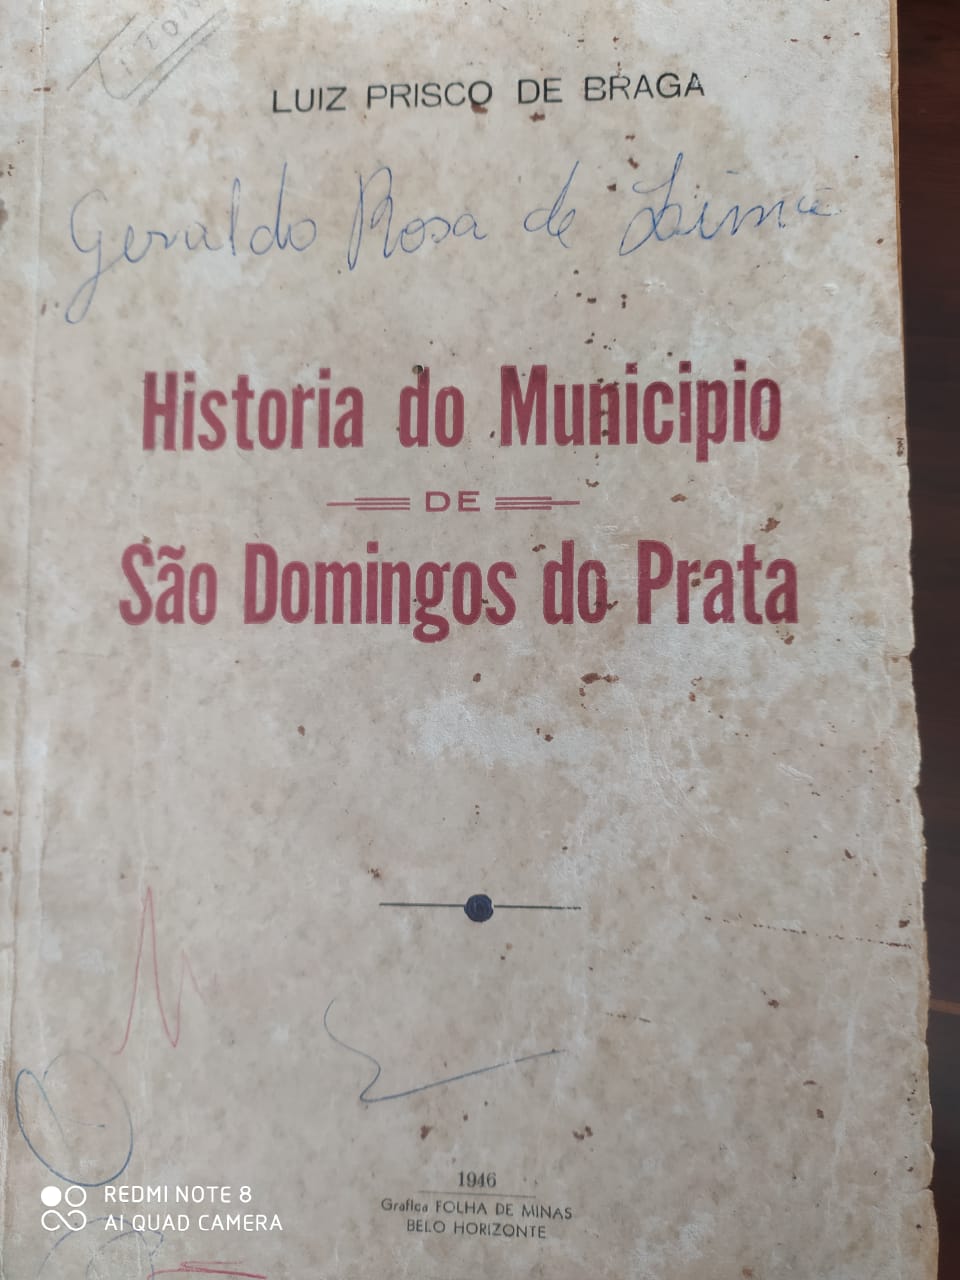 LUIZ PRISCO DE BRAGA
Geraldo Rosa de Lima
Historia do Municipio
DE
São Domingos do Prata
1946
Grafica FOLHA DE MINAS
BELO HORIZONTE
REDMI NOTE 8
AI QUAD CAMERA